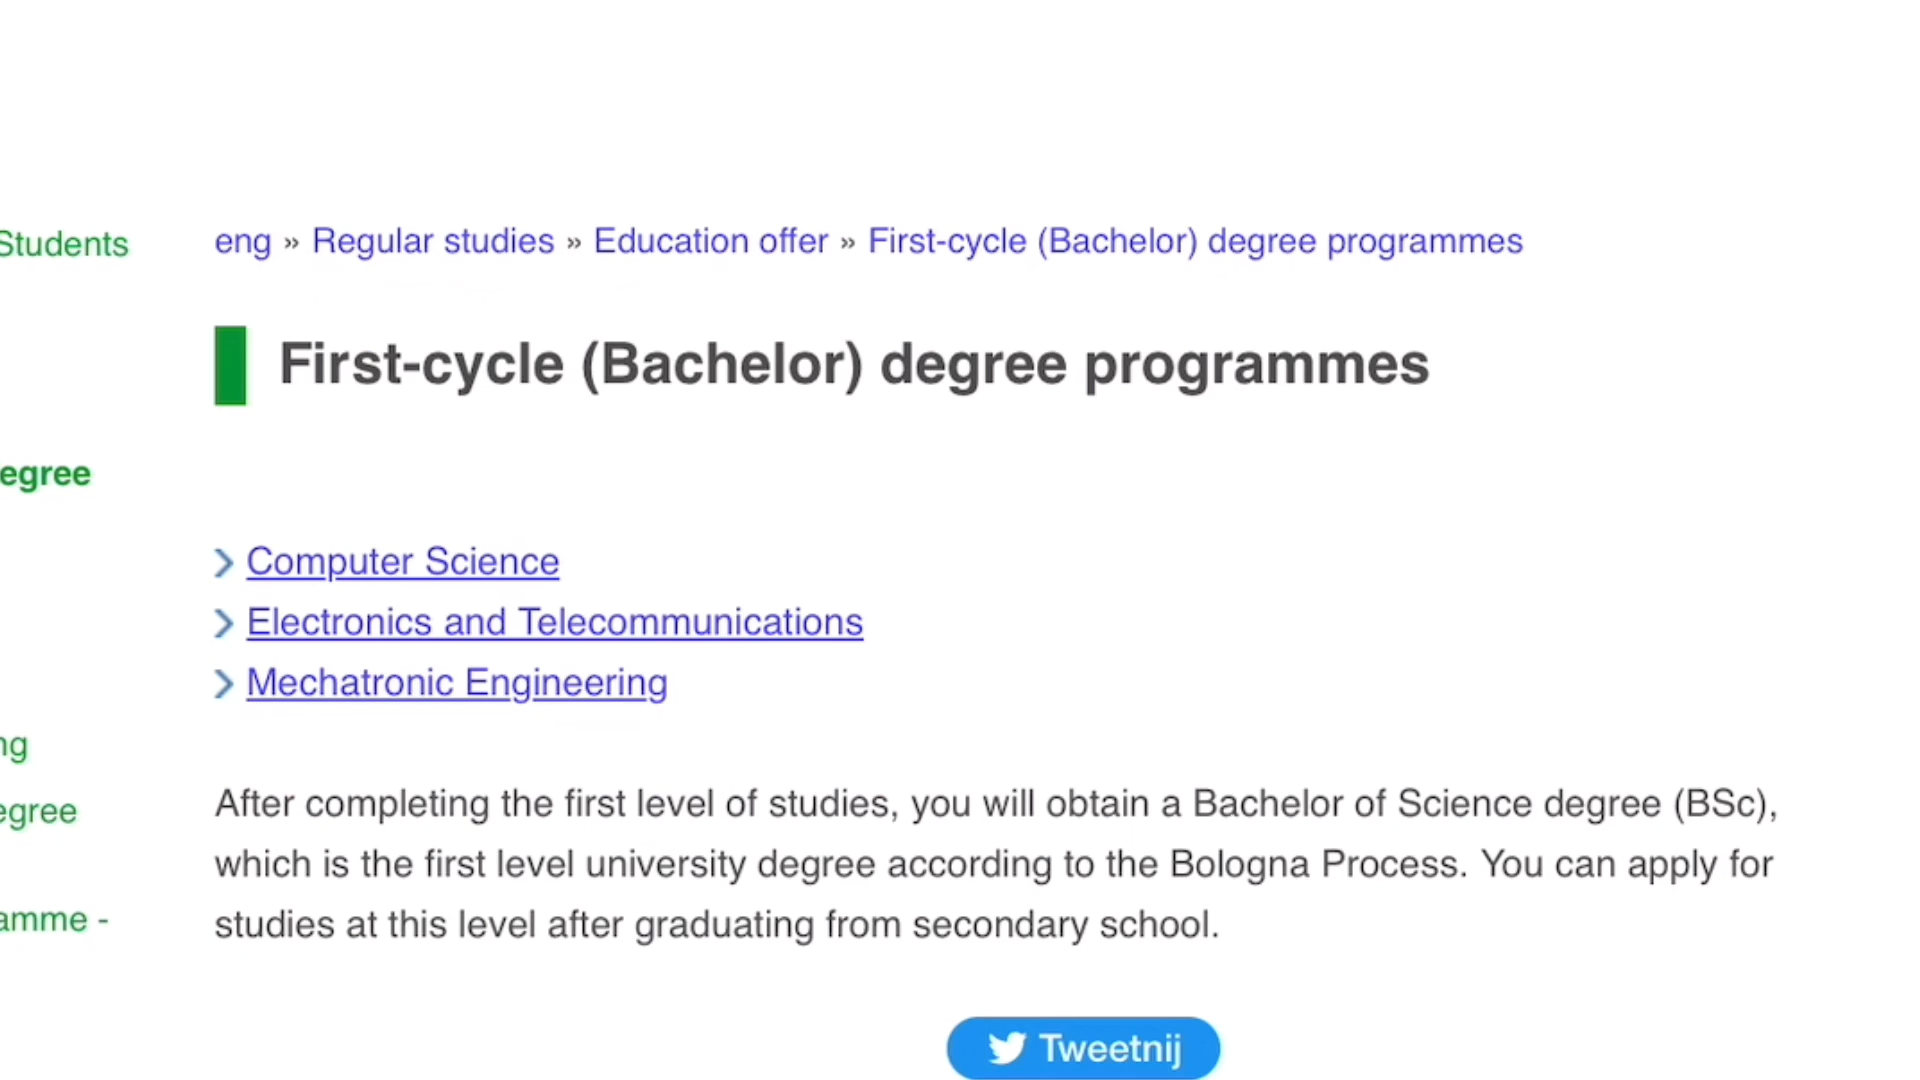 Students
eng » Regular studies » Education offer » First-cycle (Bachelor) degree programmes
First-cycle (Bachelor) degree programmes
egree
Computer Science
Electronics and Telecommunications
Mechatronic Engineering
ng
After completing the first level of studies, you will obtain a Bachelor of Science degree (BSc),
egree
which is the first level university degree according to the Bologna Process. You can apply for
amme -
studies at this level after graduating from secondary school.
Tweetnij